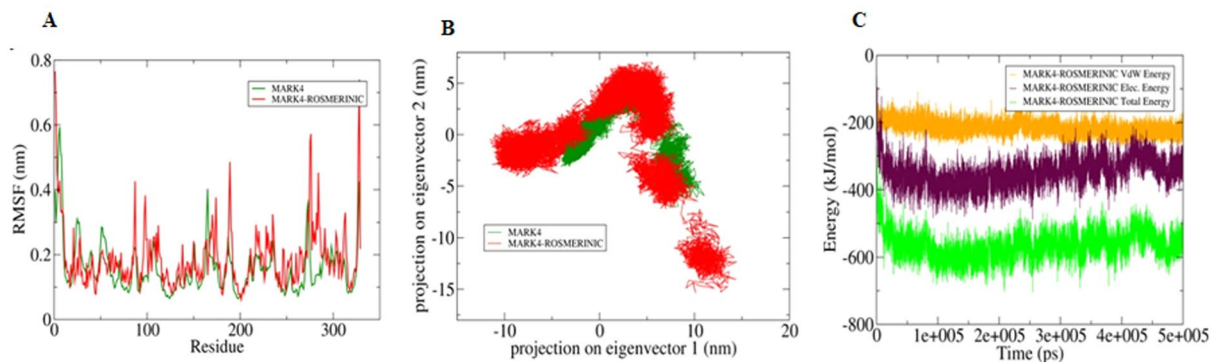 A
0.8
0.6
0.4
0.2
0
0
100
200
300
RMSF (nm)
Residue
MARK4
MARK4-ROSMERINIC
B
5
0
-5
-10
-15
-10
0
10
20
projection on eigenvector 2 (nm)
projection on eigenvector 1 (nm)
MARK4
MARK4-ROSMERINIC
C
0
-200
-400
-600
-800
0
1e+005
2e+005
3e+005
4e+005
5e+005
Energy (kJ/mol)
Time (ps)
MARK4-ROSMERINIC VdW Energy
MARK4-ROSMERINIC Elec. Energy
MARK4-ROSMERINIC Total Energy